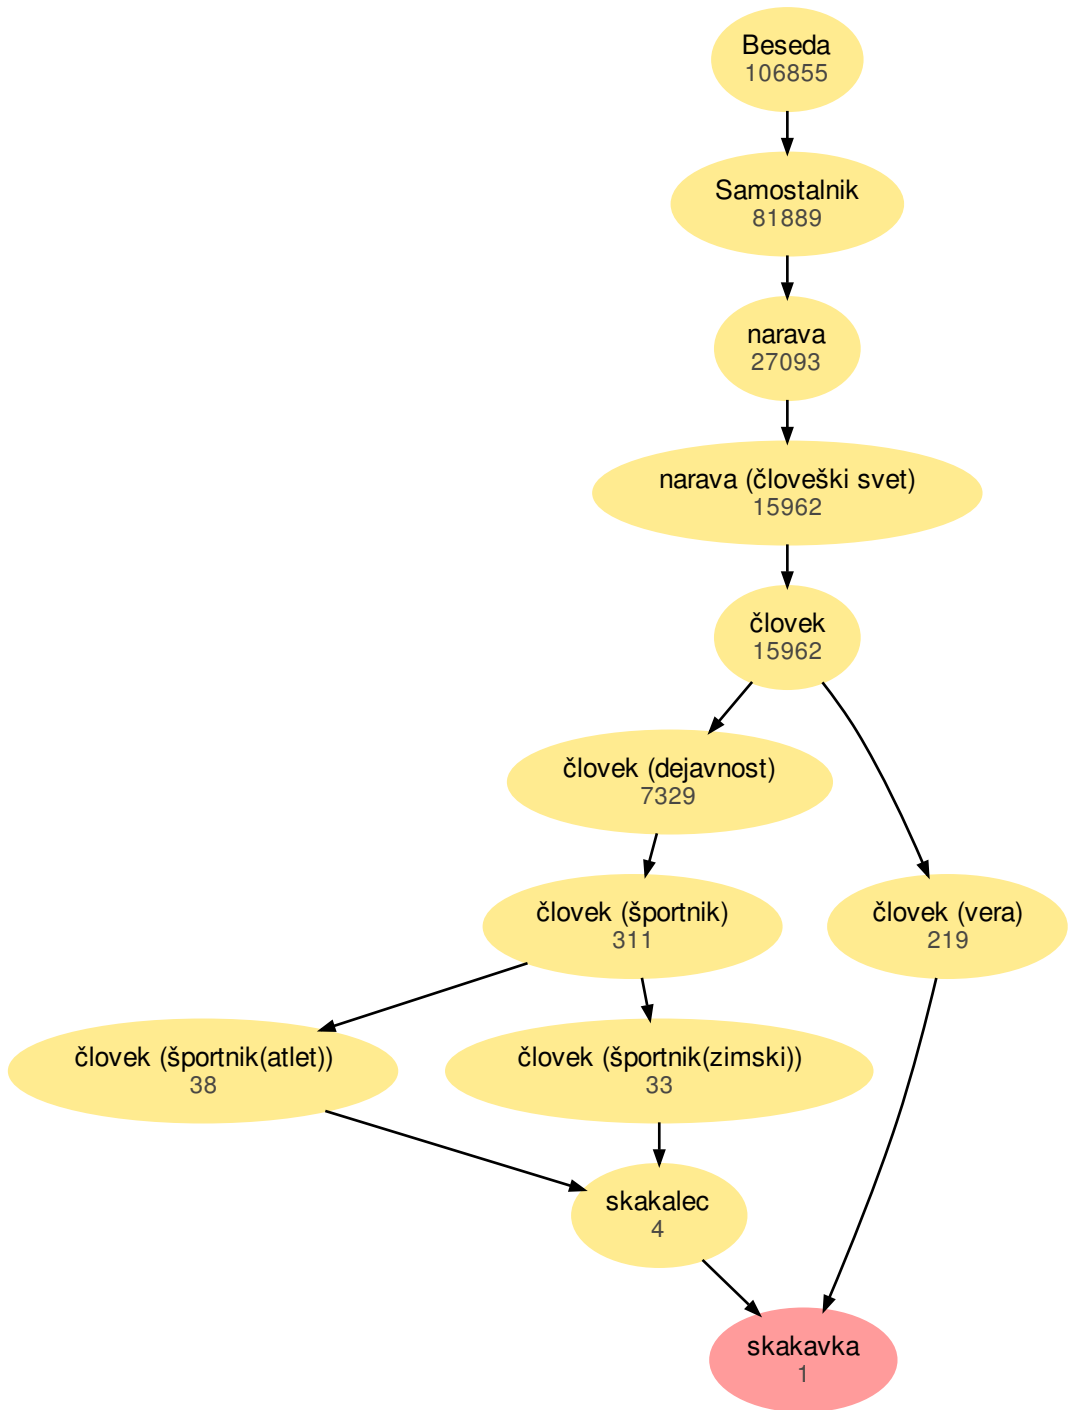 Beseda
106855
Samostalnik
81889
narava
27093
narava (človeški svet)
15962
človek
15962
človek (dejavnost)
7329
človek (športnik)
311
človek (vera)
219
človek (športnik(atlet))
38
človek (športnik(zimski))
33
skakalec
4
skakavka
1